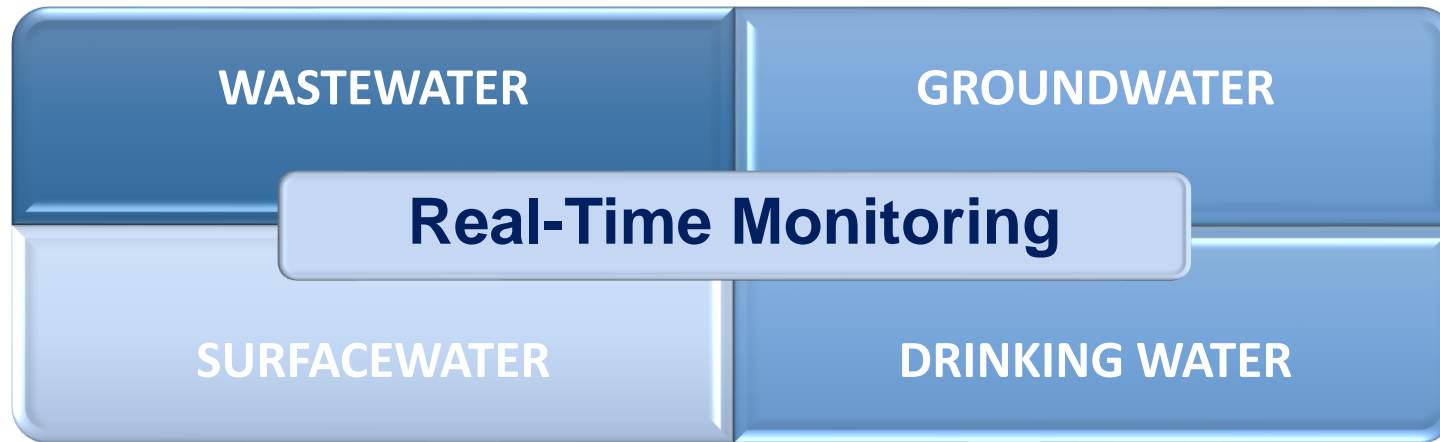 WASTEWATER
GROUNDWATER
Real-Time Monitoring
SURFACEWATER
DRINKING WATER